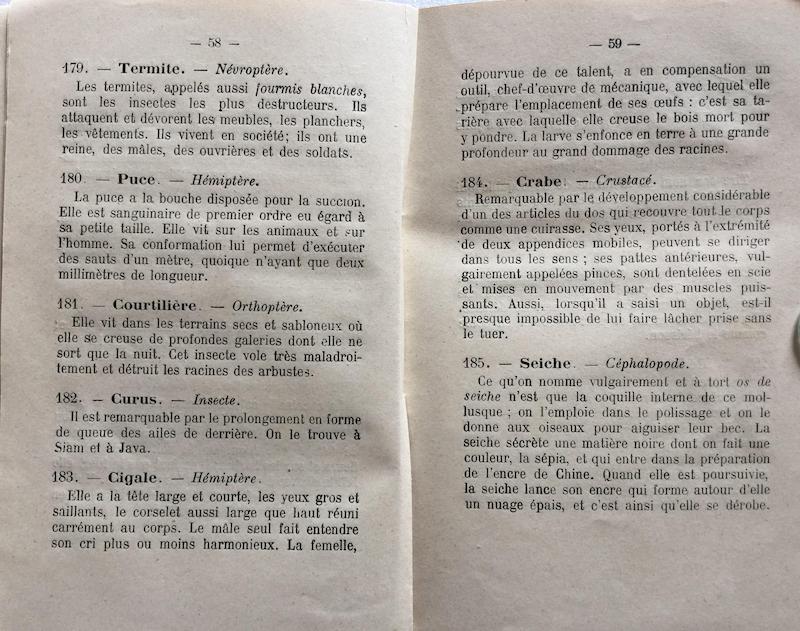 — 58 —
179. — Termite. — Névroptère.
Les termites, appelés aussi fourmis blanches,
sont les insectes les plus destructeurs. Ils
attaquent et dévorent les meubles, les planchers,
les vêtements. Ils vivent en société; ils ont une
reine, des mâles, des ouvrières et des soldats.
180. — Puce. — Hémiptère.
La puce a la bouche disposée pour la succion.
Elle est sanguinaire de premier ordre eu égard à
sa petite taille. Elle vit sur les animaux et sur
l'homme. Sa conformation lui permet d'exécuter
des sauts d'un mètre, quoique n'ayant que deux
millimètres de longueur.
181. — Courtilière. — Orthoptère.
Elle vit dans les terrains secs et sabloneux où
elle se creuse de profondes galeries dont elle ne
sort que la nuit. Cet insecte vole très maladroi-
tement et détruit les racines des arbustes.
182. — Curus. — Insecte.
Il est remarquable par le prolongement en forme
de queue des ailes de derrière. On le trouve à
Siam et à Java.
183. — Cigale. — Hémiptère.
Elle a la tête large et courte, les yeux gros et
saillants, le corselet aussi large que haut réuni
carrément au corps. Le mâle seul fait entendre
son cri plus ou moins harmonieux. La femelle,
— 59 —
dépourvue de ce talent, a en compensation un
outil, chef-d'œuvre de mécanique, avec lequel elle
prépare l'emplacement de ses œufs : c'est sa ta-
rière avec laquelle elle creuse le bois mort pour
y pondre. La larve s'enfonce en terre à une grande
profondeur au grand dommage des racines.
184. — Crabe. — Crustacé.
Remarquable par le développement considérable
d'un des articles du dos qui recouvre tout le corps
comme une cuirasse. Ses yeux, portés à l'extrémité
de deux appendices mobiles, peuvent se diriger
dans tous les sens ; ses pattes antérieures, vul-
gairement appelées pinces, sont dentelées en scie
et mises en mouvement par des muscles puis-
sants. Aussi, lorsqu'il a saisi un objet, est-il
presque impossible de lui faire lâcher prise sans
le tuer.
185. — Seiche. — Céphalopode.
Ce qu'on nomme vulgairement et à tort os de
seiche n'est que la coquille interne de ce mol-
lusque ; on l'emploie dans le polissage et on le
donne aux oiseaux pour aiguiser leur bec. La
seiche sécrète une matière noire dont on fait une
couleur, la sépia, et qui entre dans la préparation
de l'encre de Chine. Quand elle est poursuivie,
la seiche lance son encre qui forme autour d'elle
un nuage épais, et c'est ainsi qu'elle se dérobe.